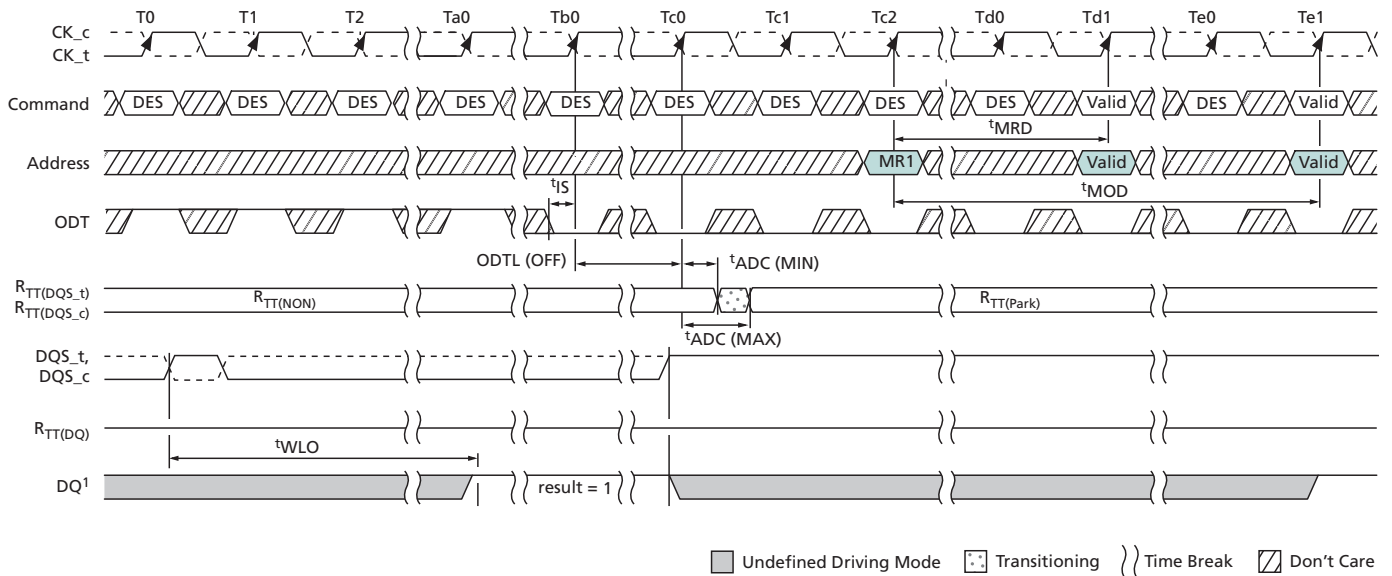 T0 T1 T2 Ta0 Tb0 Tc0 Tc1 Tc2 Td0 Td1 Te0 Te1
CK_c
CK_t
Command DES DES DES DES DES DES DES DES DES Valid DES Valid
tMRD
Address MR1 Valid Valid
tIS
tMOD
ODT
ODTL (OFF) tADC (MIN)
RTT(DQS_t)
RTT(DQS_c)
RTT(NON) RTT(Park)
tADC (MAX)
DQS_t,
DQS_c
RTT(DQ)
tWLO
DQ1 result = 1
Undefined Driving Mode Transitioning Time Break Don't Care